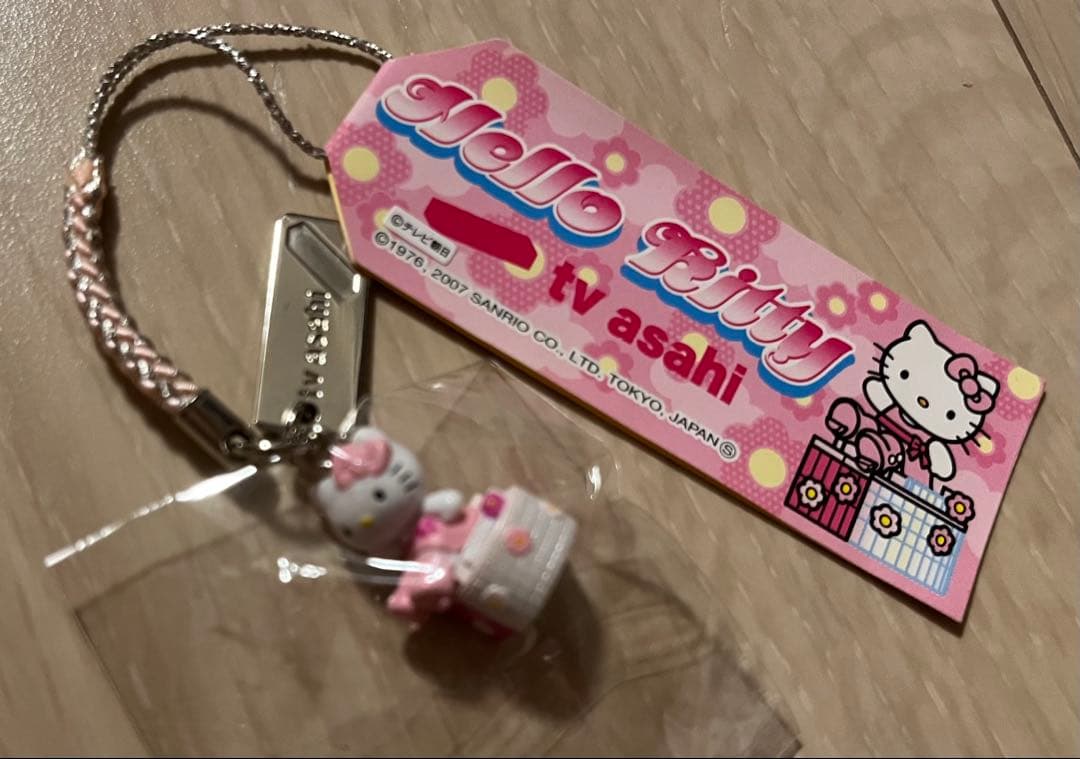 Hello Kitty
tv asahi
©テレビ朝日
©1976, 2007 SANRIO CO., LTD. TOKYO, JAPAN Ⓢ
tv asahi